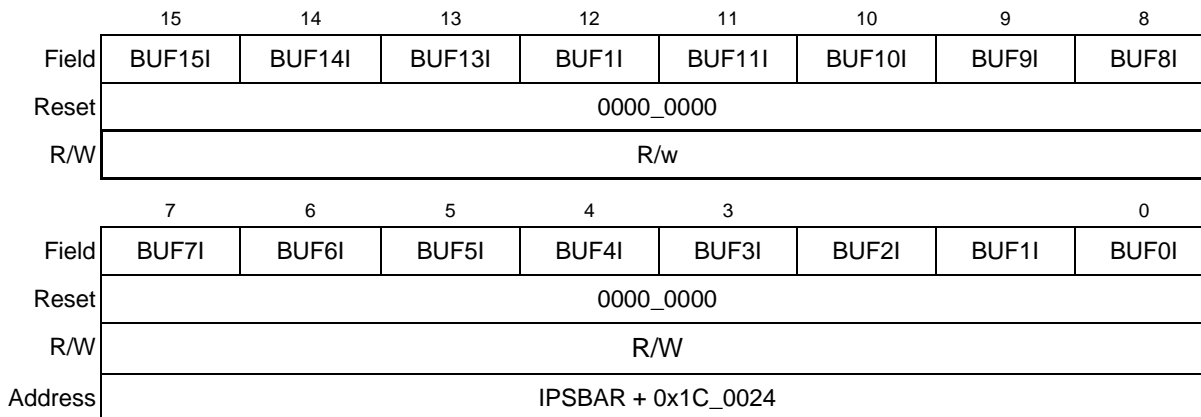 15 14 13 12 11 10 9 8
Field BUF15I BUF14I BUF13I BUF1I BUF11I BUF10I BUF9I BUF8I
Reset 0000_0000
R/W R/w
7 6 5 4 3 0
Field BUF7I BUF6I BUF5I BUF4I BUF3I BUF2I BUF1I BUF0I
Reset 0000_0000
R/W R/W
Address IPSBAR + 0x1C_0024